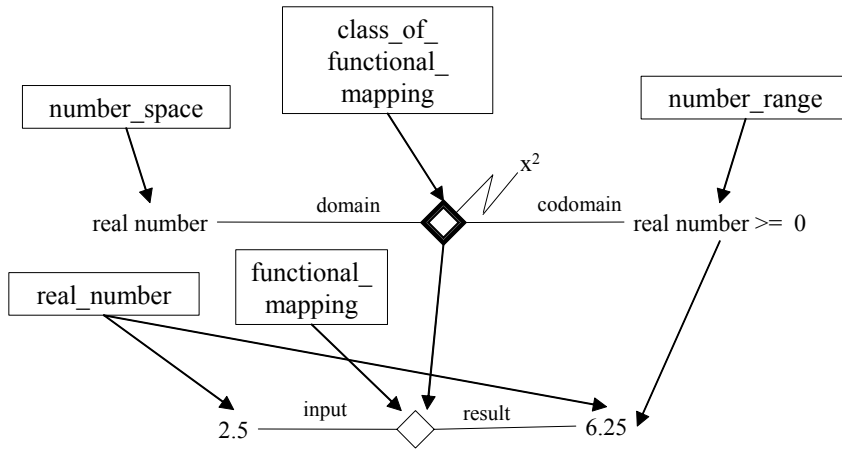 class_of_
functional_
mapping
number_space
number_range
x²
domain
codomain
real number
real number >= 0
functional_
mapping
real_number
input
result
2.5
6.25